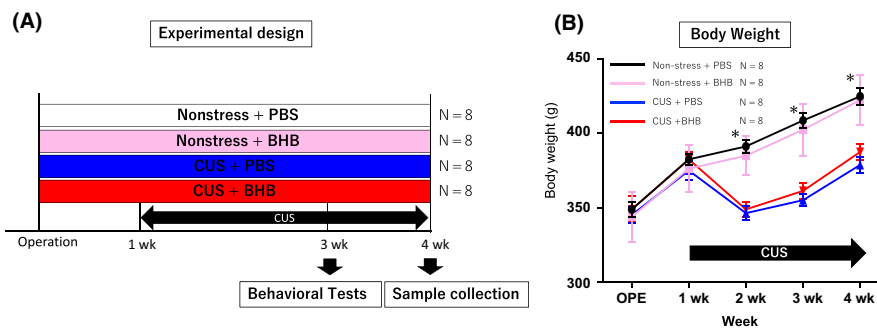 (A)
Experimental design
Nonstress + PBS N = 8
Nonstress + BHB N = 8
CUS + PBS N = 8
CUS + BHB N = 8
CUS
Operation 1 wk 3 wk 4 wk
Behavioral Tests Sample collection
(B)
Body Weight
Body weight (g)
450
400
350
300
Non-stress + PBS N = 8
Non-stress + BHB N = 8
CUS + PBS N = 8
CUS +BHB N = 8
* * *
CUS
OPE 1 wk 2 wk 3 wk 4 wk
Week